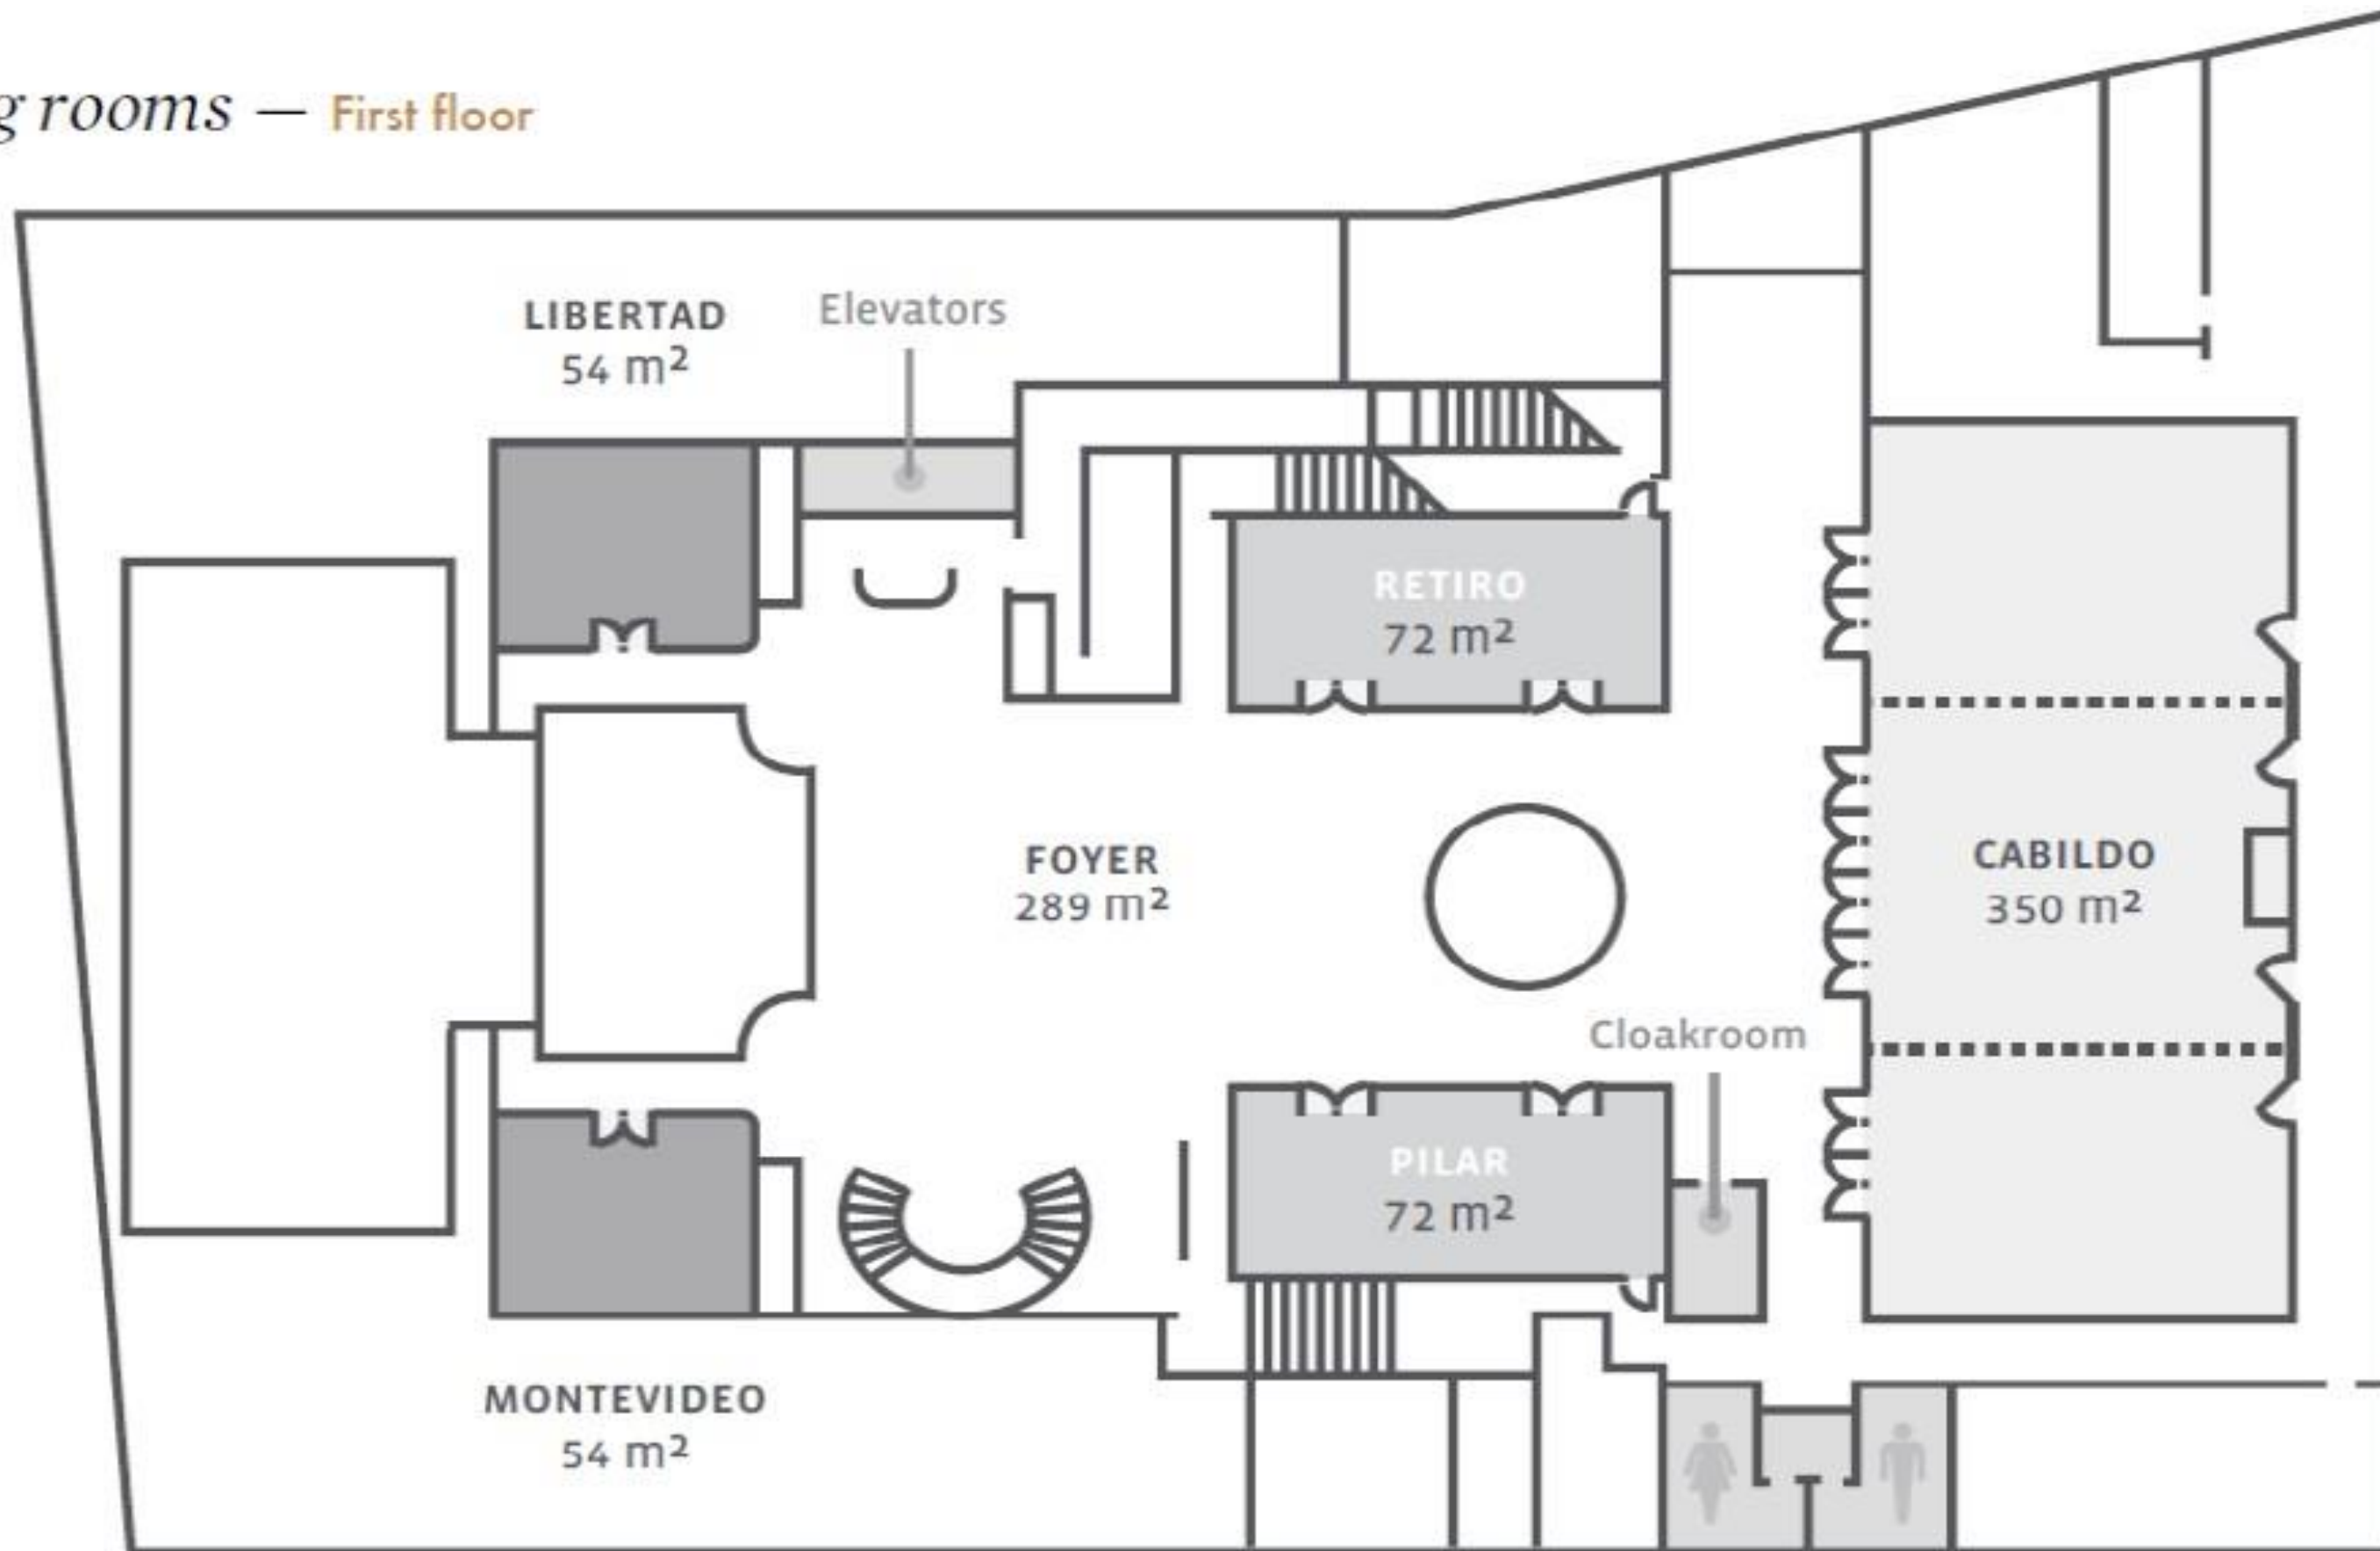 g rooms — First floor
LIBERTAD
54 m²
Elevators
RETIRO
72 m²
FOYER
289 m²
CABILDO
350 m²
Cloakroom
PILAR
72 m²
MONTEVIDEO
54 m²